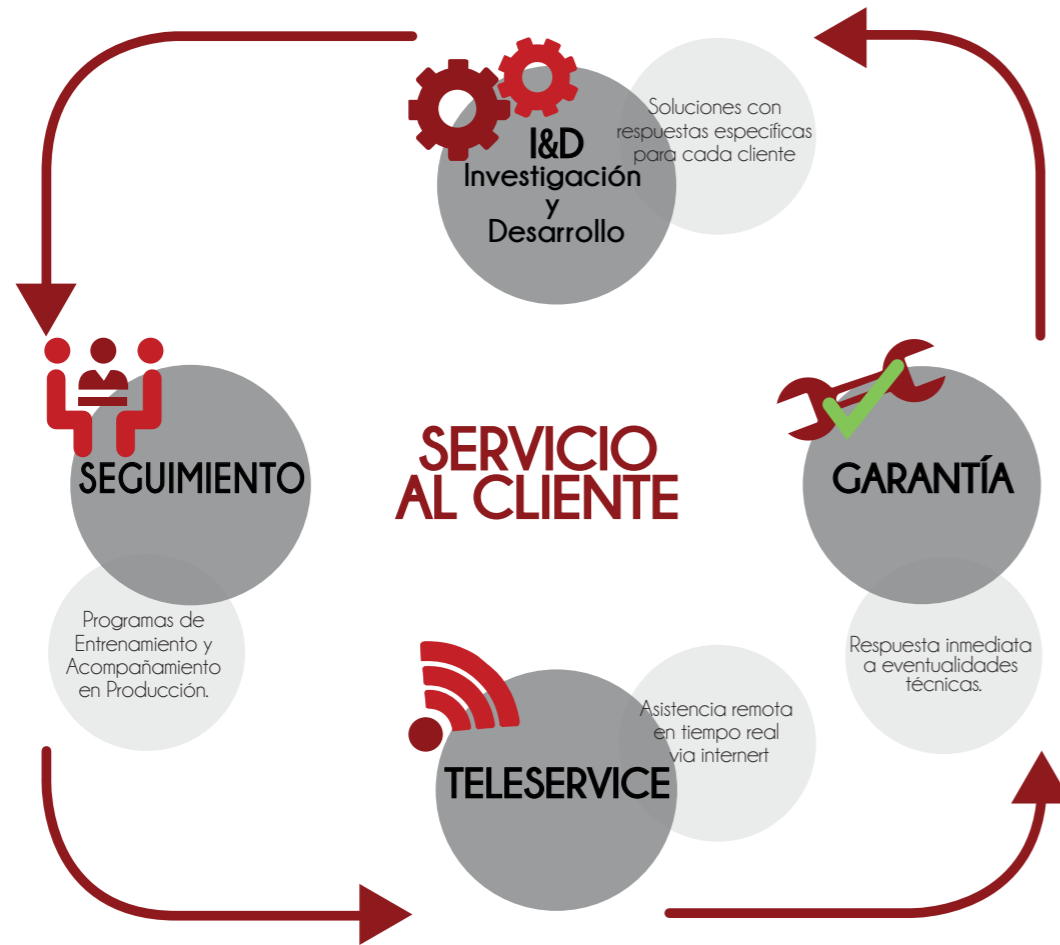 I&D
Investigación
y
Desarrollo
Soluciones con
respuestas específicas
para cada cliente
SEGUIMIENTO
Programas de
Entrenamiento y
Acompañamiento
en Producción.
SERVICIO
AL CLIENTE
GARANTÍA
Respuesta inmediata
a eventualidades
técnicas.
TELESERVICE
Asistencia remota
en tiempo real
via internert